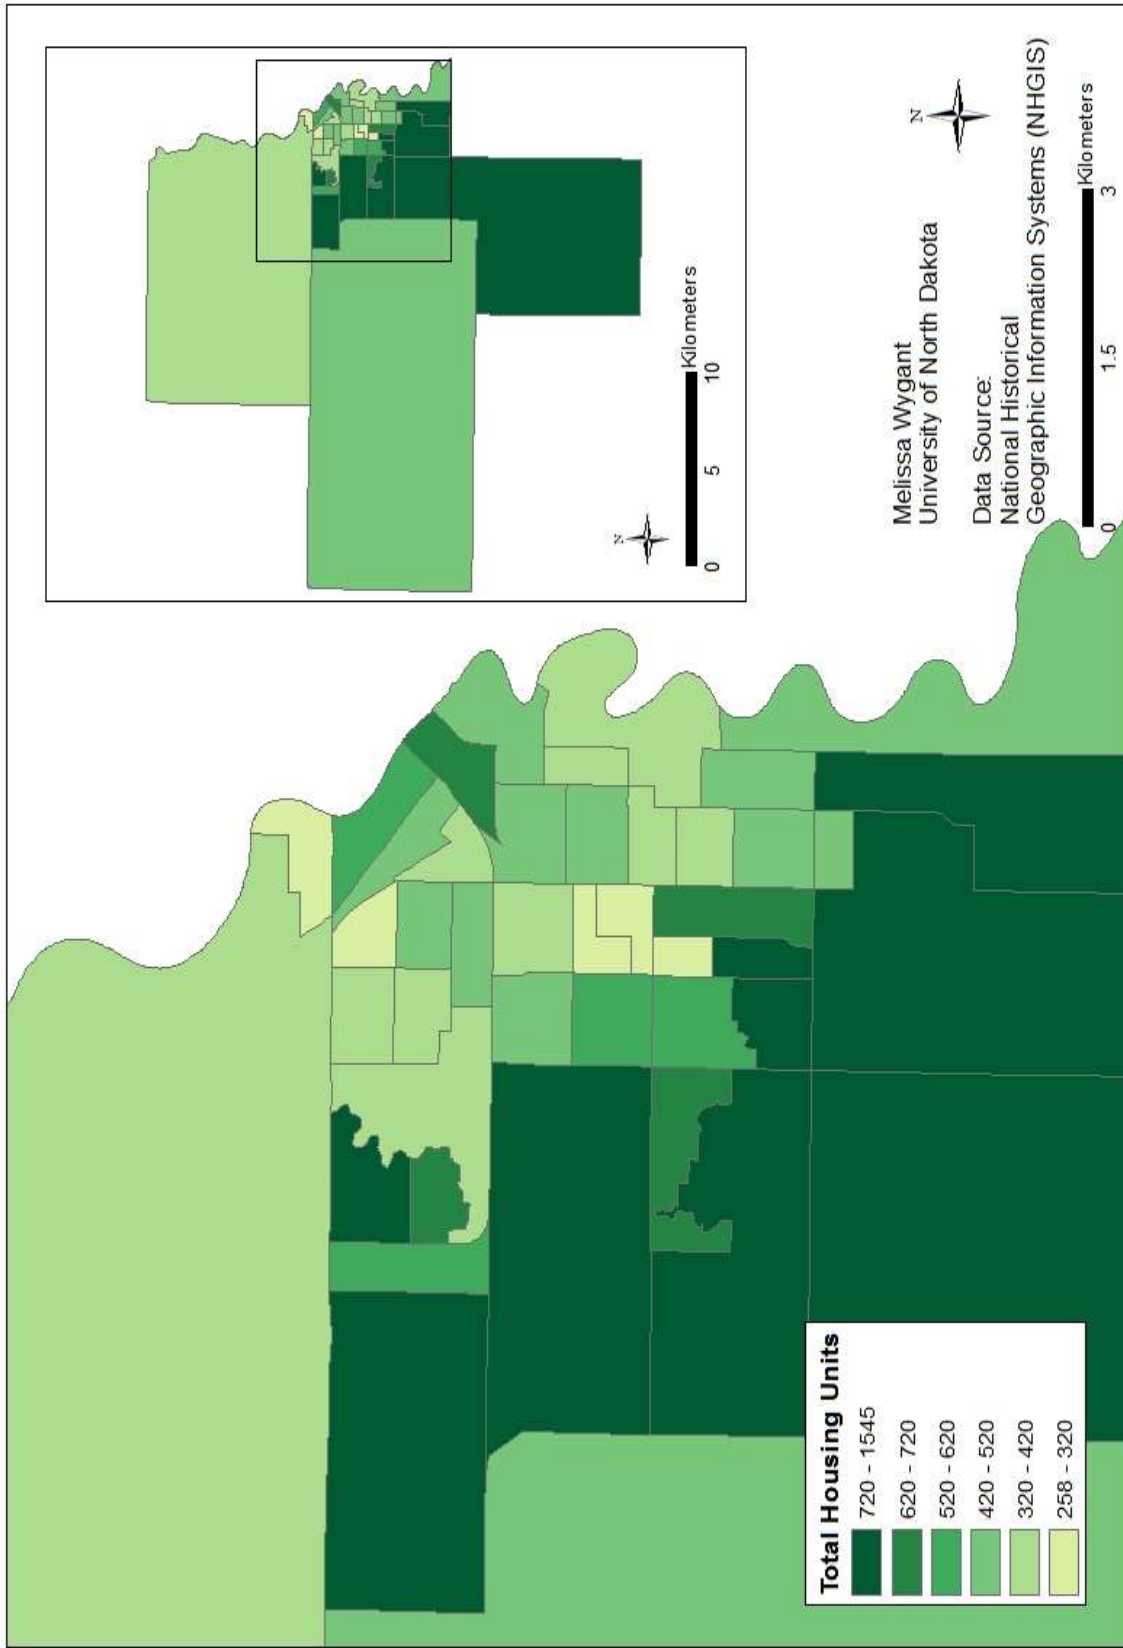 N
0 5 10 Kilometers
Melissa Wygant
University of North Dakota
Data Source:
National Historical
Geographic Information Systems (NHGIS)
N
0 1.5 3 Kilometers
Total Housing Units
720 - 1545
620 - 720
520 - 620
420 - 520
320 - 420
258 - 320